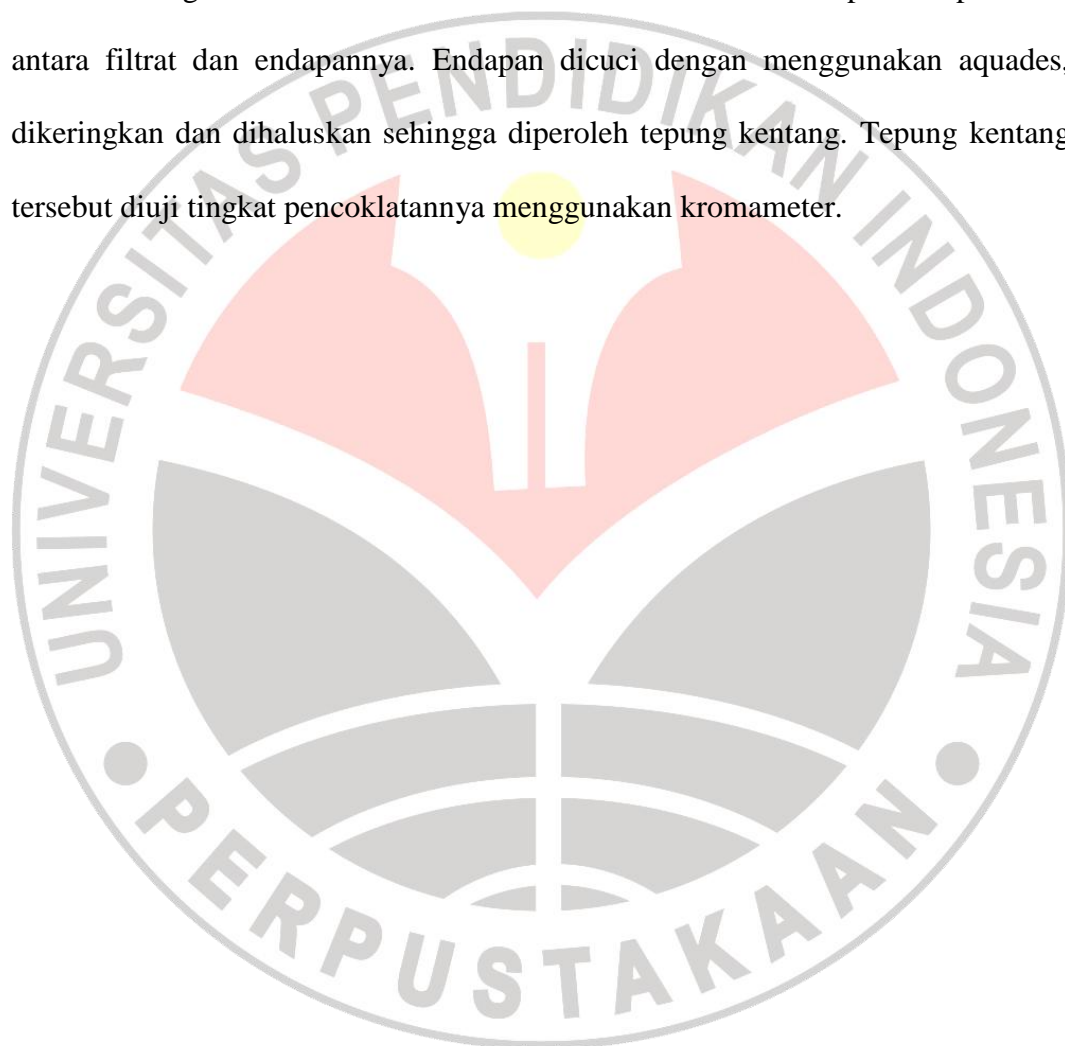 antara filtrat dan endapannya. Endapan dicuci dengan menggunakan aquades,
dikeringkan dan dihaluskan sehingga diperoleh tepung kentang. Tepung kentang
tersebut diuji tingkat pencoklatannya menggunakan kromameter.
UNIVERSITAS PENDIDIKAN INDONESIA
PERPUSTAKAAN